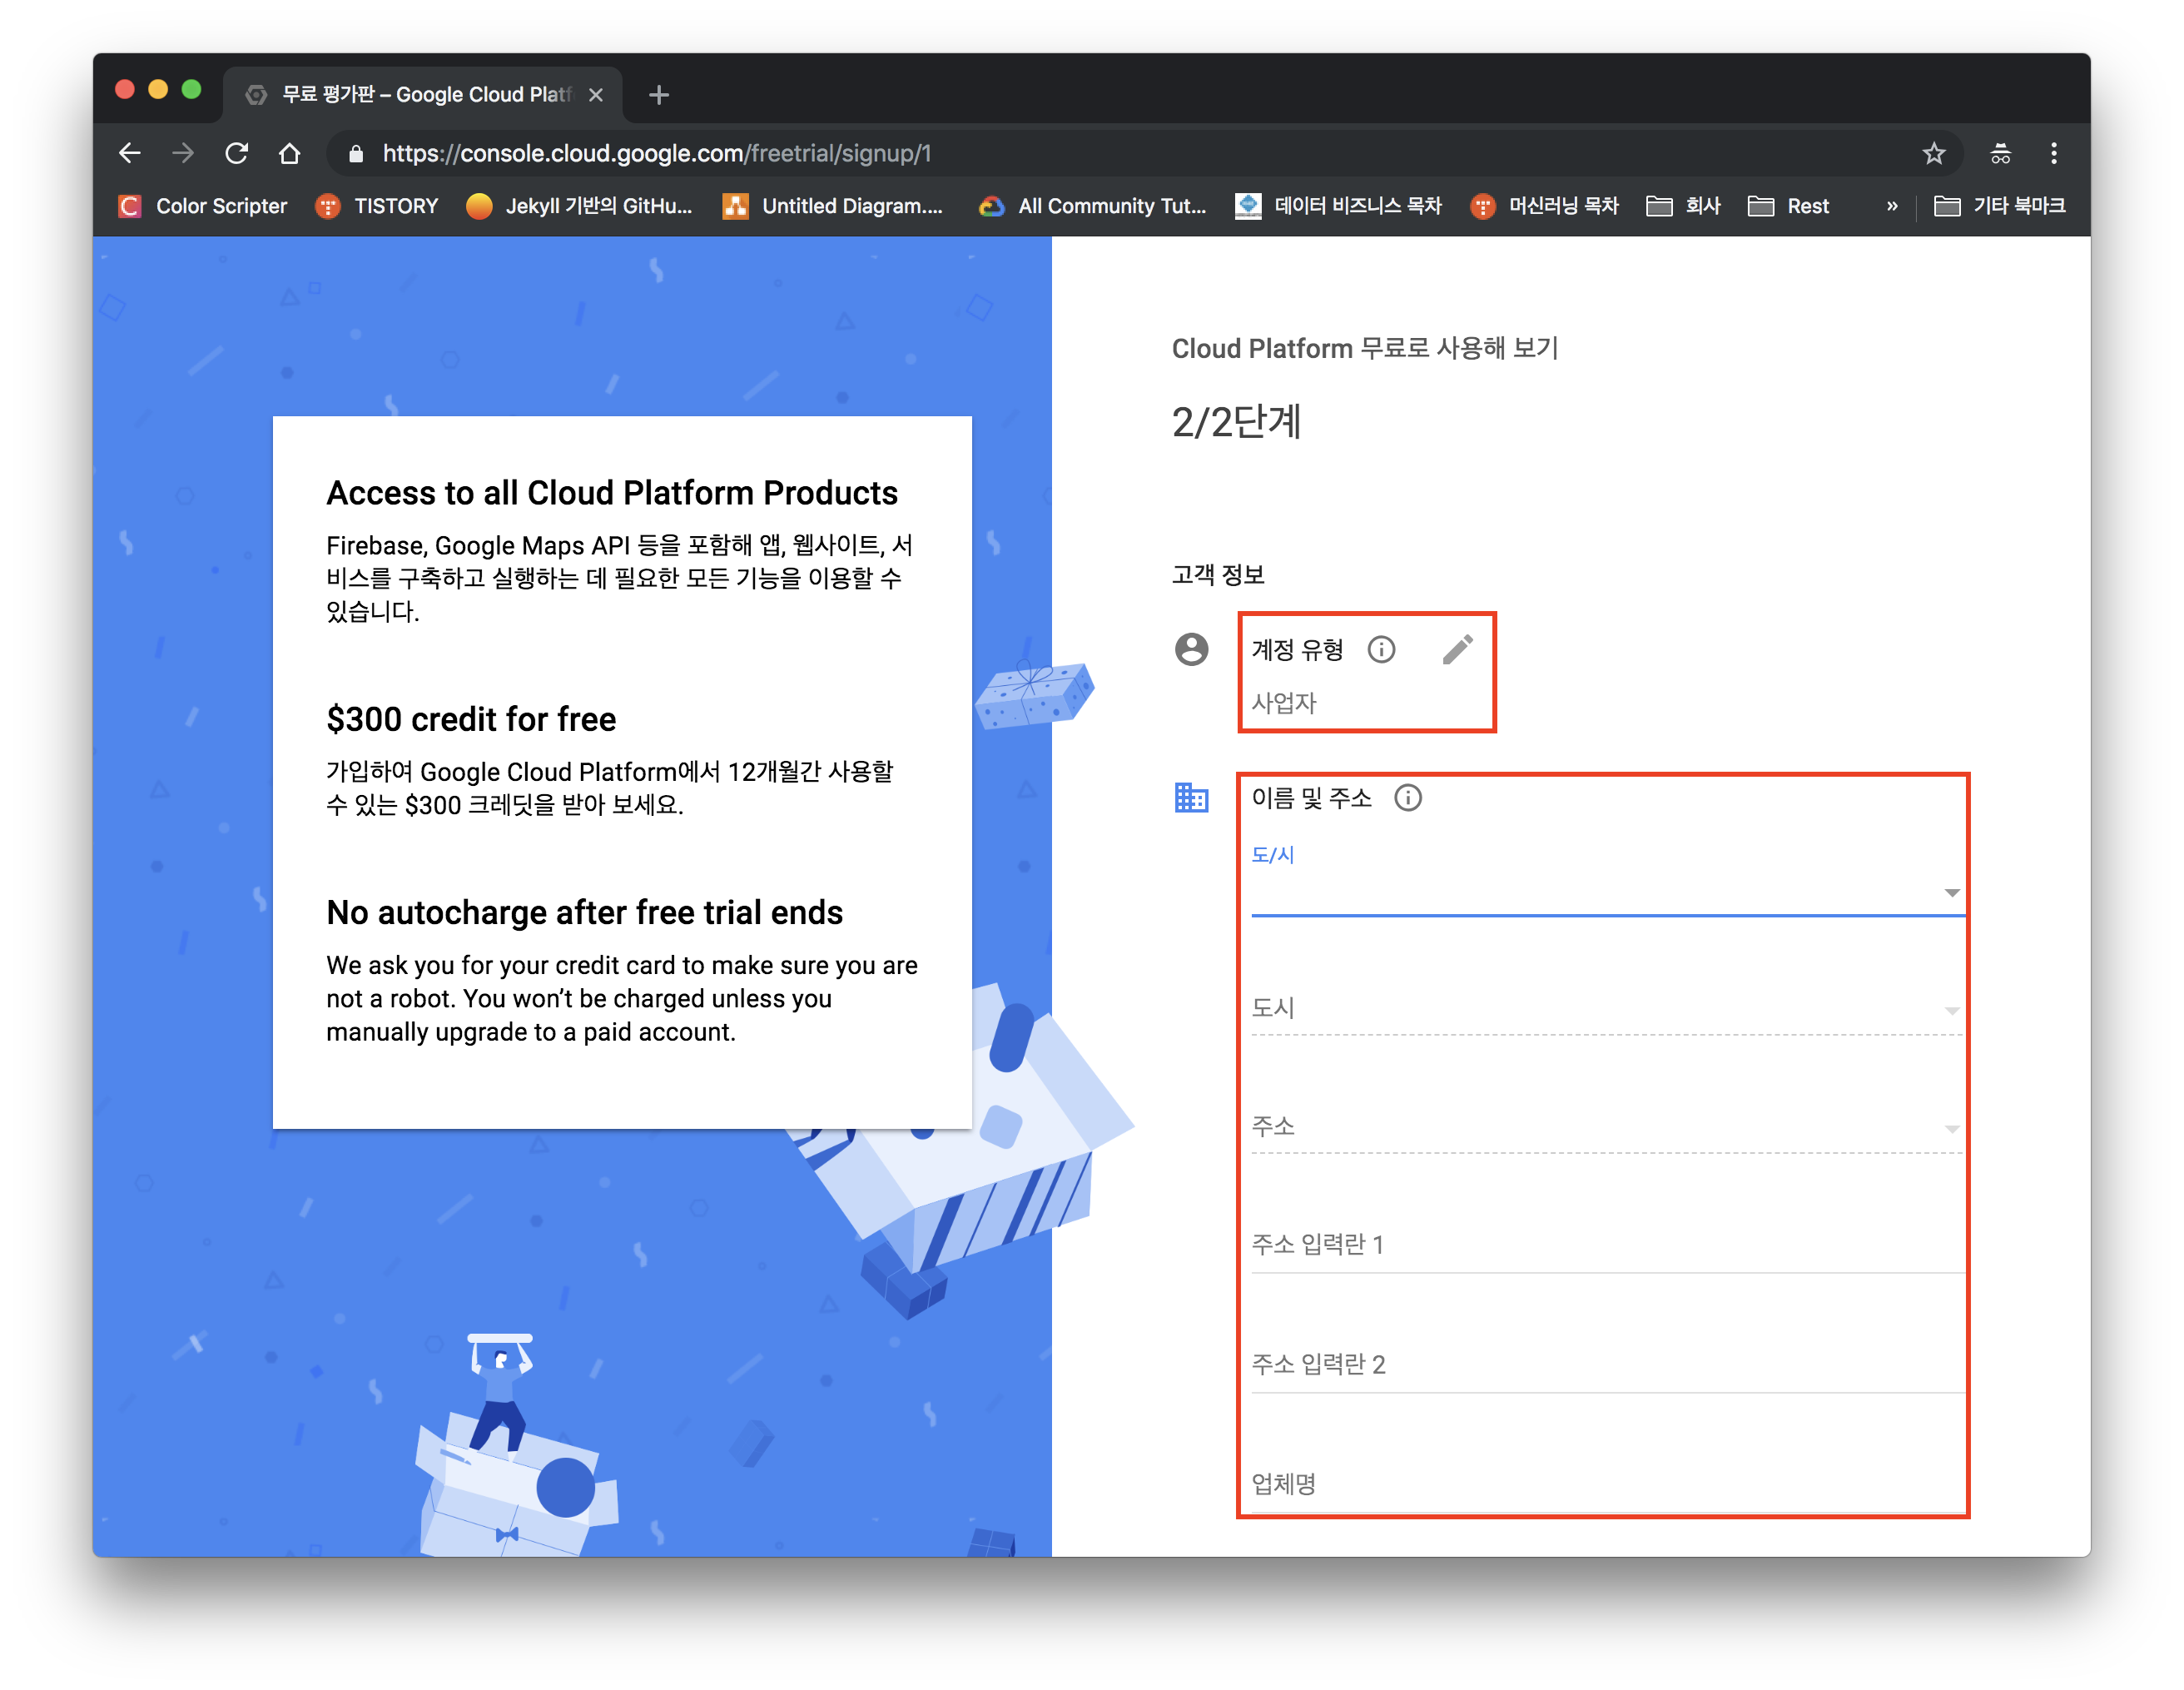 무료 평가판 – Google Cloud Platf
https://console.cloud.google.com/freetrial/signup/1
Color Scripter
TISTORY
Jekyll 기반의 GitHu...
Untitled Diagram....
All Community Tut...
데이터 비즈니스 목차
머신러닝 목차
회사
Rest
»
기타 북마크
Access to all Cloud Platform Products
Firebase, Google Maps API 등을 포함해 앱, 웹사이트, 서
비스를 구축하고 실행하는 데 필요한 모든 기능을 이용할 수
있습니다.
$300 credit for free
가입하여 Google Cloud Platform에서 12개월간 사용할
수 있는 $300 크레딧을 받아 보세요.
No autocharge after free trial ends
We ask you for your credit card to make sure you are
not a robot. You won’t be charged unless you
manually upgrade to a paid account.
Cloud Platform 무료로 사용해 보기
2/2단계
고객 정보
계정 유형
사업자
이름 및 주소
도/시
도시
주소
주소 입력란 1
주소 입력란 2
업체명